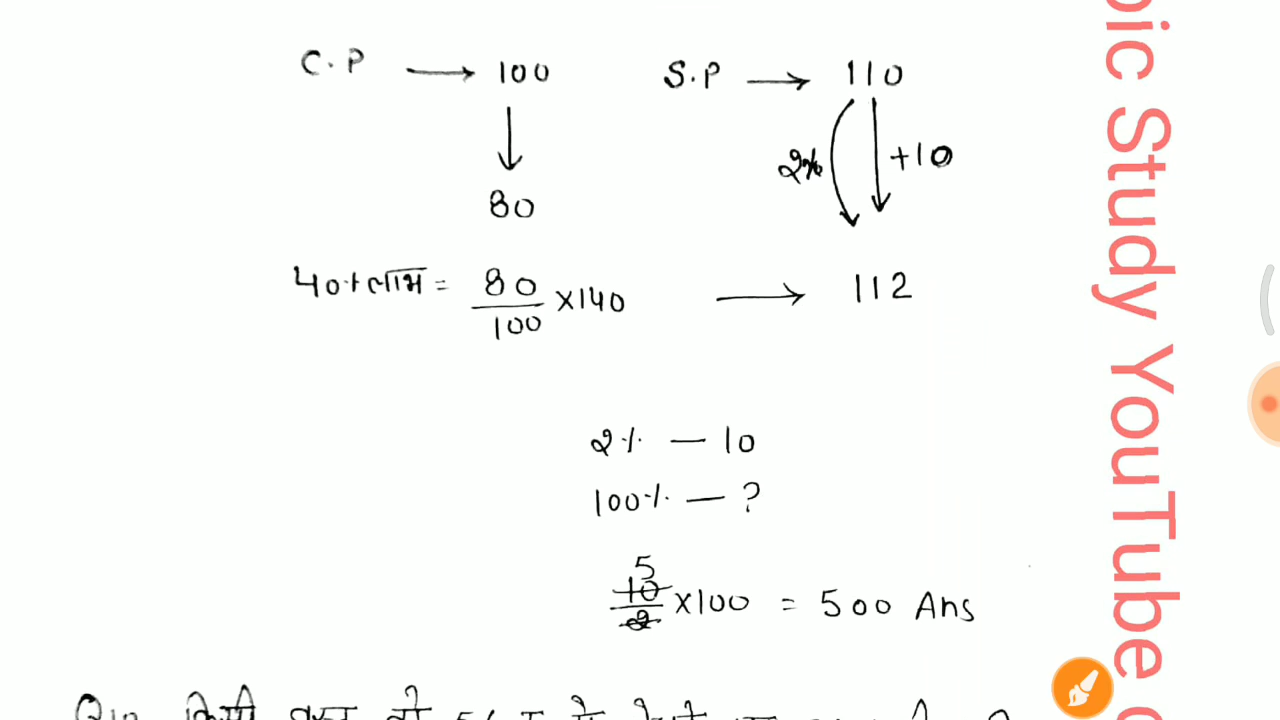 C.P → 100 S.P → 110
2% +10
80
40% लाभ = 80/100 ×140 → 112
2% — 10
100% — ?
5
10/2 ×100 = 500 Ans
किसी
pic Study YouTube C